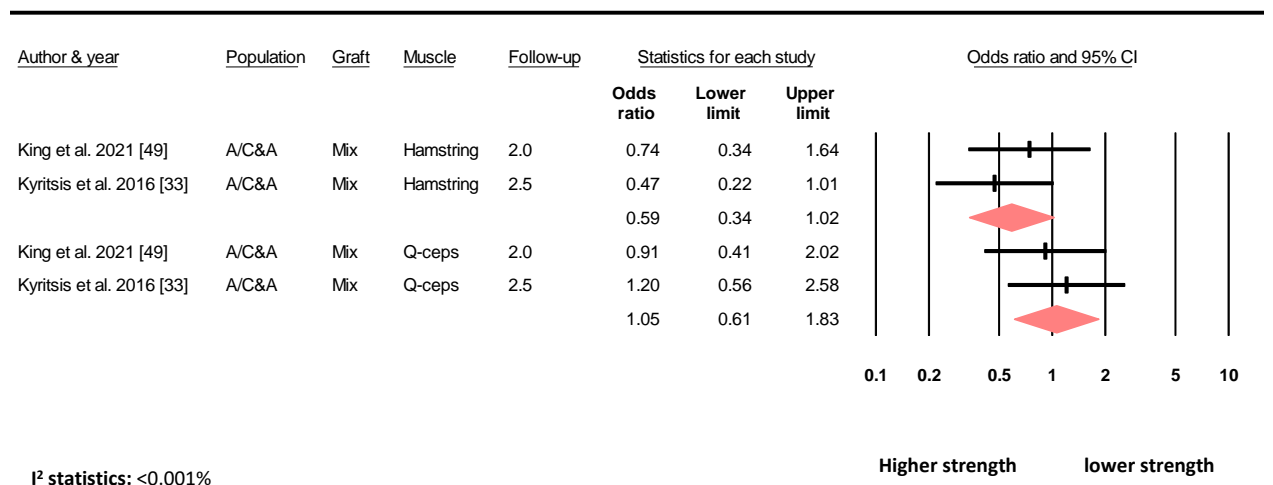 Author & year Population Graft Muscle Follow-up Statistics for each study Odds ratio and 95% CI
Odds ratio Lower limit Upper limit
King et al. 2021 [49] A/C&A Mix Hamstring 2.0 0.74 0.34 1.64
Kyritsis et al. 2016 [33] A/C&A Mix Hamstring 2.5 0.47 0.22 1.01
0.59 0.34 1.02
King et al. 2021 [49] A/C&A Mix Q-ceps 2.0 0.91 0.41 2.02
Kyritsis et al. 2016 [33] A/C&A Mix Q-ceps 2.5 1.20 0.56 2.58
1.05 0.61 1.83
0.1 0.2 0.5 1 2 5 10
Higher strength lower strength
I² statistics: <0.001%